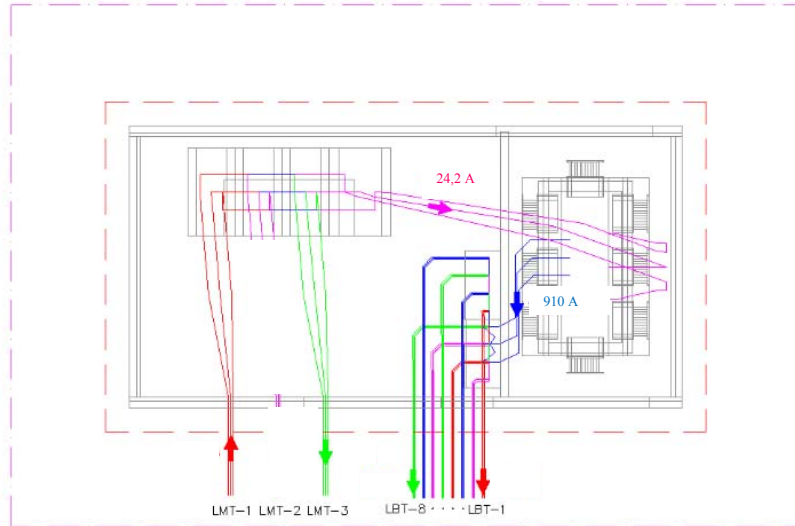 24,2 A
910 A
LMT-1 LMT-2 LMT-3
LBT-8 · · · · LBT-1